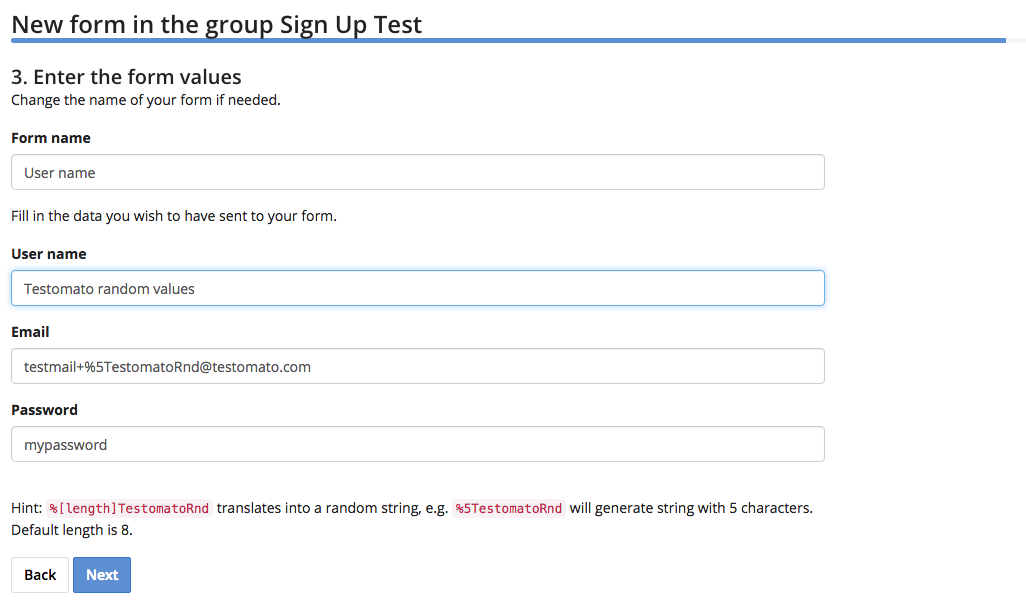 New form in the group Sign Up Test
3. Enter the form values
Change the name of your form if needed.
Form name
User name
Fill in the data you wish to have sent to your form.
User name
Testomato random values
Email
testmail+%5TestomatoRnd@testomato.com
Password
mypassword
Hint: %[length]TestomatoRnd translates into a random string, e.g. %5TestomatoRnd will generate string with 5 characters.
Default length is 8.
Back Next